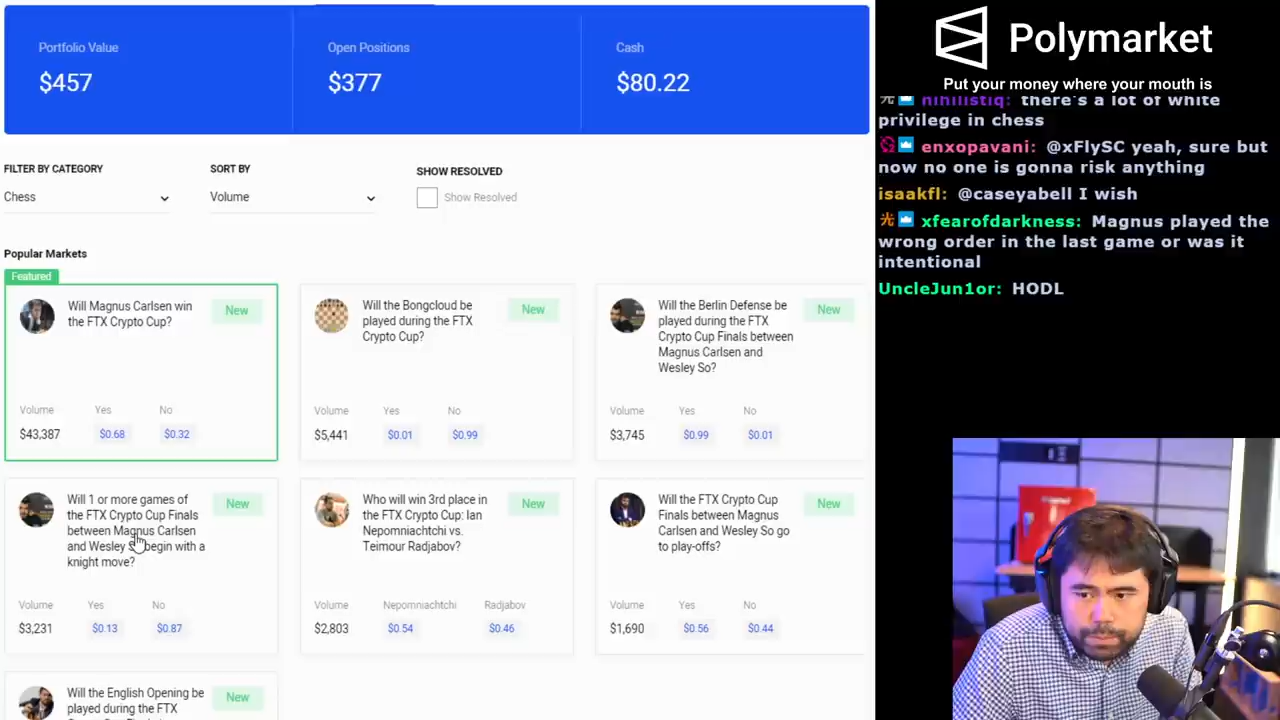 Portfolio Value
$457
Open Positions
$377
Cash
$80.22
FILTER BY CATEGORY
Chess
SORT BY
Volume
SHOW RESOLVED
Show Resolved
Popular Markets
Featured
Will Magnus Carlsen win
the FTX Crypto Cup?
New
Volume
Yes
No
$43,387
$0.68
$0.32
Will the Bongcloud be
played during the FTX
Crypto Cup?
New
Volume
Yes
No
$5,441
$0.01
$0.99
Will the Berlin Defense be
played during the FTX
Crypto Cup Finals between
Magnus Carlsen and
Wesley So?
New
Volume
Yes
No
$3,745
$0.99
$0.01
Will 1 or more games of
the FTX Crypto Cup Finals
between Magnus Carlsen
and Wesley So begin with a
knight move?
New
Volume
Yes
No
$3,231
$0.13
$0.87
Who will win 3rd place in
the FTX Crypto Cup: Ian
Nepomniachtchi vs.
Teimour Radjabov?
New
Volume
Nepomniachtchi
Radjabov
$2,803
$0.54
$0.46
Will the FTX Crypto Cup
Finals between Magnus
Carlsen and Wesley So go
to play-offs?
New
Volume
Yes
No
$1,690
$0.56
$0.44
Will the English Opening be
played during the FTX
New
Polymarket
Put your money where your mouth is
nihilistiq: there's a lot of white
privilege in chess
enxopavani: @xFlySC yeah, sure but
now no one is gonna risk anything
isaakfl: @caseyabell I wish
光 xfearofdarkness: Magnus played the
wrong order in the last game or was it
intentional
UncleJun1or: HODL